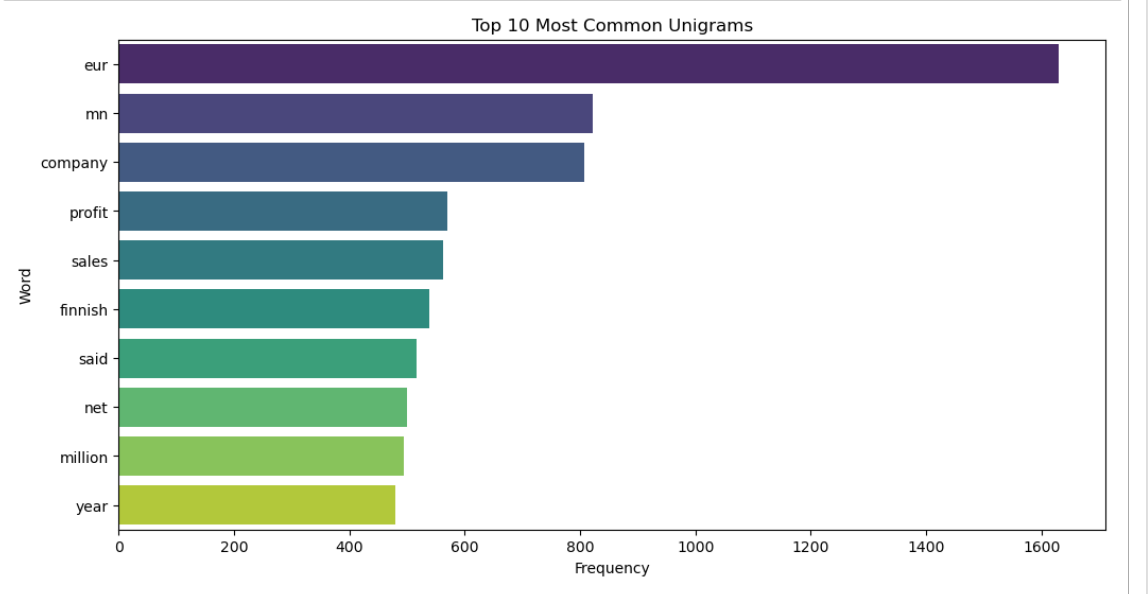 Top 10 Most Common Unigrams
eur
mn
company
profit
sales
finnish
said
net
million
year
Word
0 200 400 600 800 1000 1200 1400 1600
Frequency